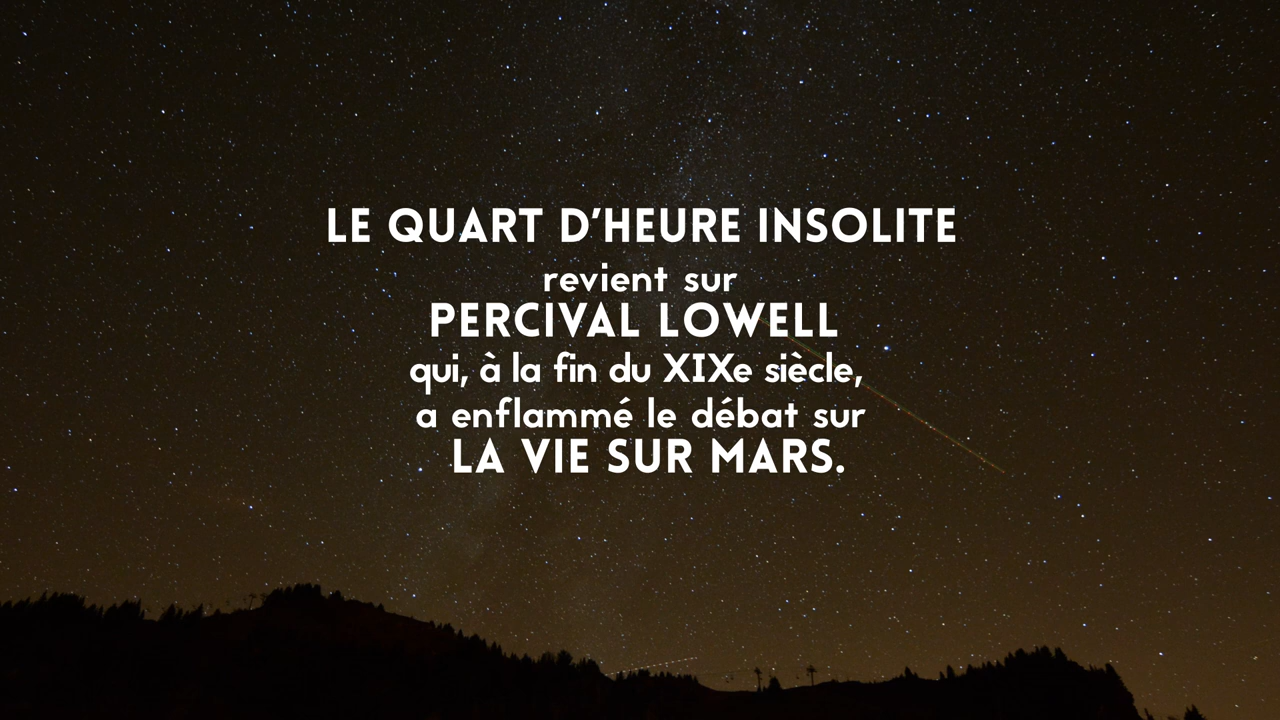 LE QUART D’HEURE INSOLITE
revient sur
PERCIVAL LOWELL
qui, à la fin du XIXe siècle,
a enflammé le débat sur
LA VIE SUR MARS.